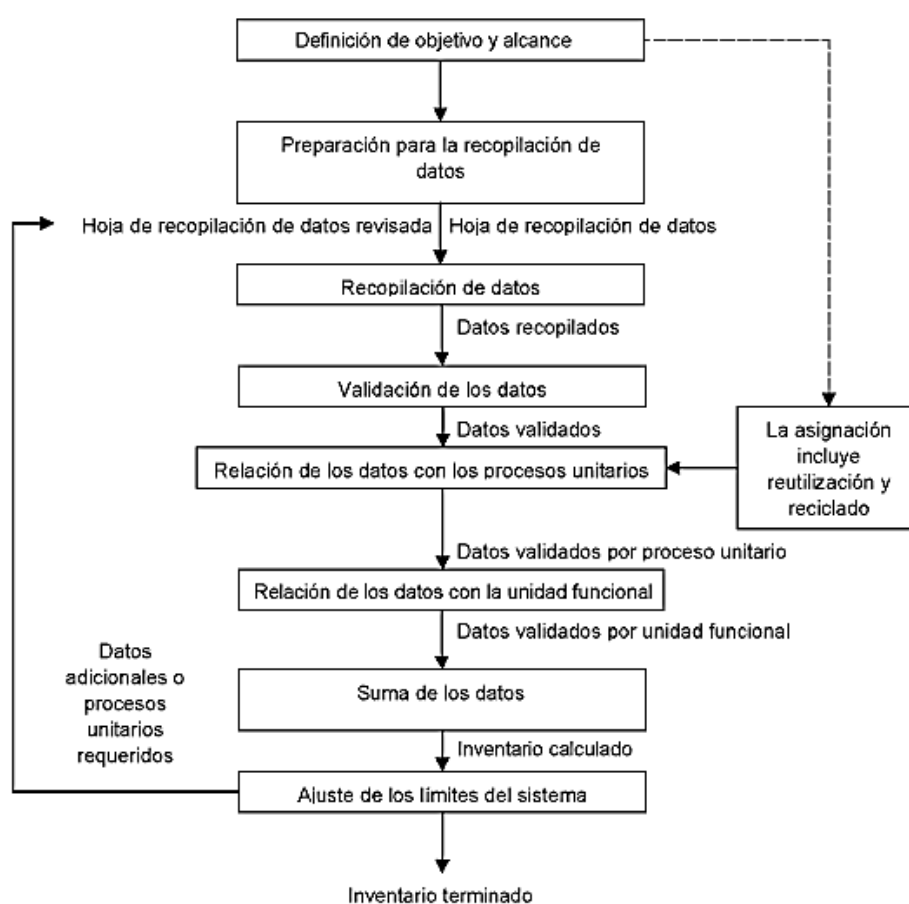 Definición de objetivo y alcance
Preparación para la recopilación de
datos
Hoja de recopilación de datos revisada
Hoja de recopilación de datos
Recopilación de datos
Datos recopilados
Validación de los datos
Datos validados
La asignación
incluye
reutilización y
reciclado
Relación de los datos con los procesos unitarios
Datos validados por proceso unitario
Relación de los datos con la unidad funcional
Datos validados por unidad funcional
Datos
adicionales o
procesos
unitarios
requeridos
Suma de los datos
Inventario calculado
Ajuste de los límites del sistema
Inventario terminado